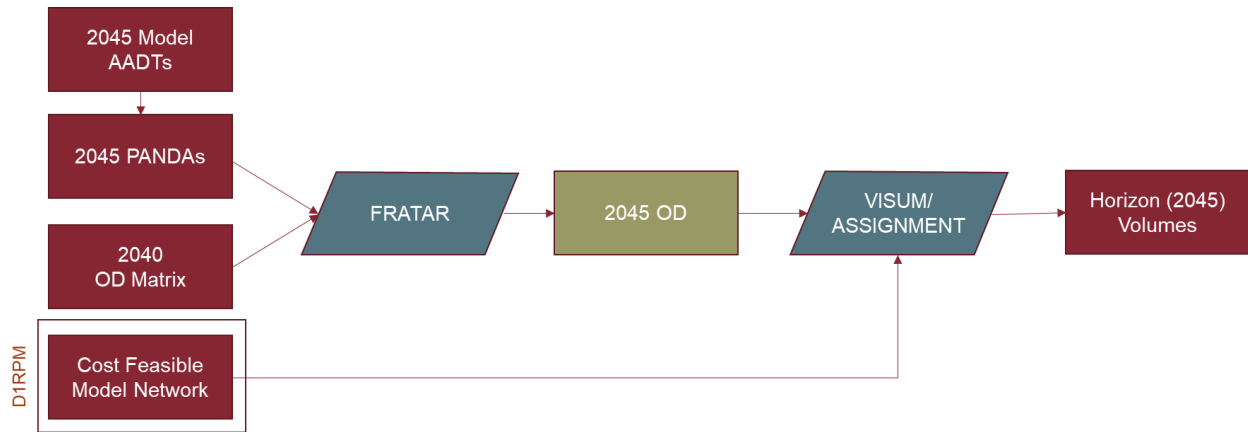 2045 Model
AADTs
2045 PANDAs
2040
OD Matrix
D1RPM
Cost Feasible
Model Network
FRATAR
2045 OD
VISUM/
ASSIGNMENT
Horizon (2045)
Volumes